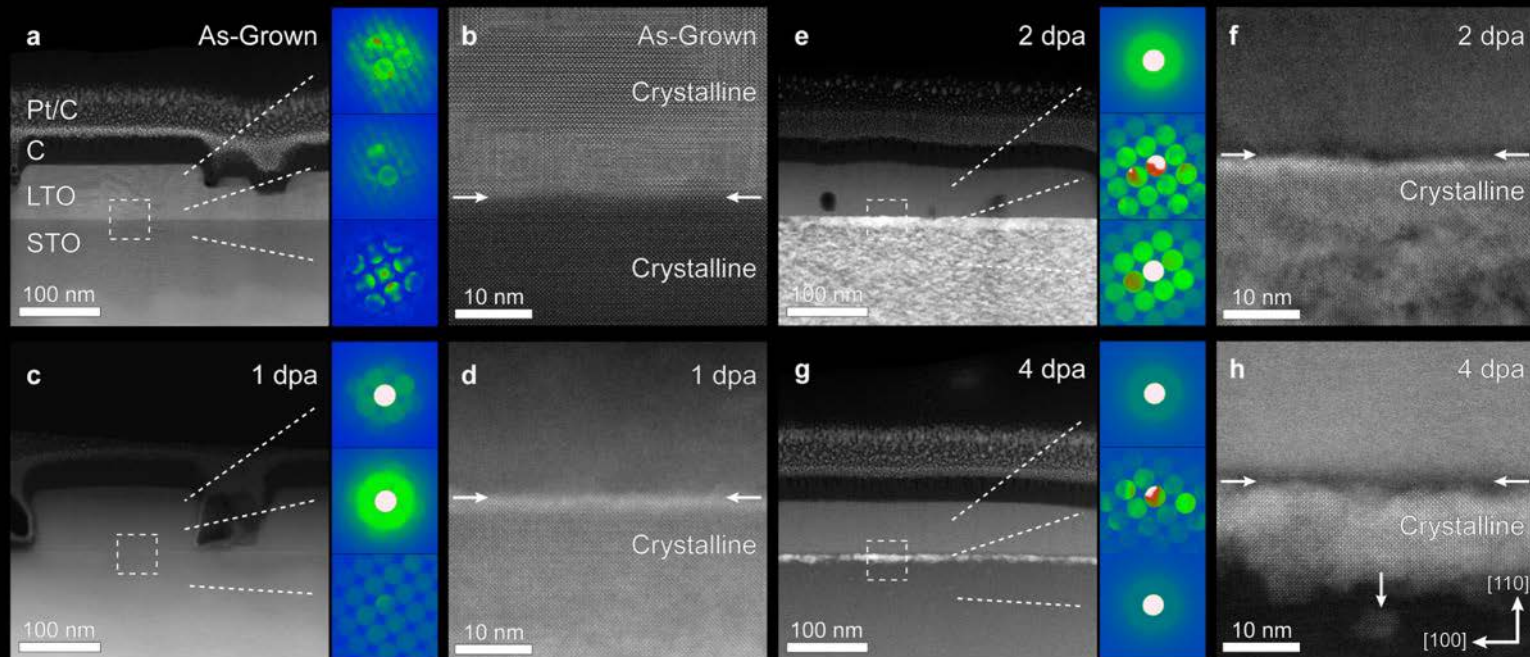 a
As-Grown
Pt/C
C
LTO
STO
100 nm
b
As-Grown
Crystalline
Crystalline
10 nm
e
2 dpa
100 nm
f
2 dpa
Crystalline
10 nm
c
1 dpa
100 nm
d
1 dpa
Crystalline
10 nm
g
4 dpa
100 nm
h
4 dpa
Crystalline
[110]
[100]
10 nm